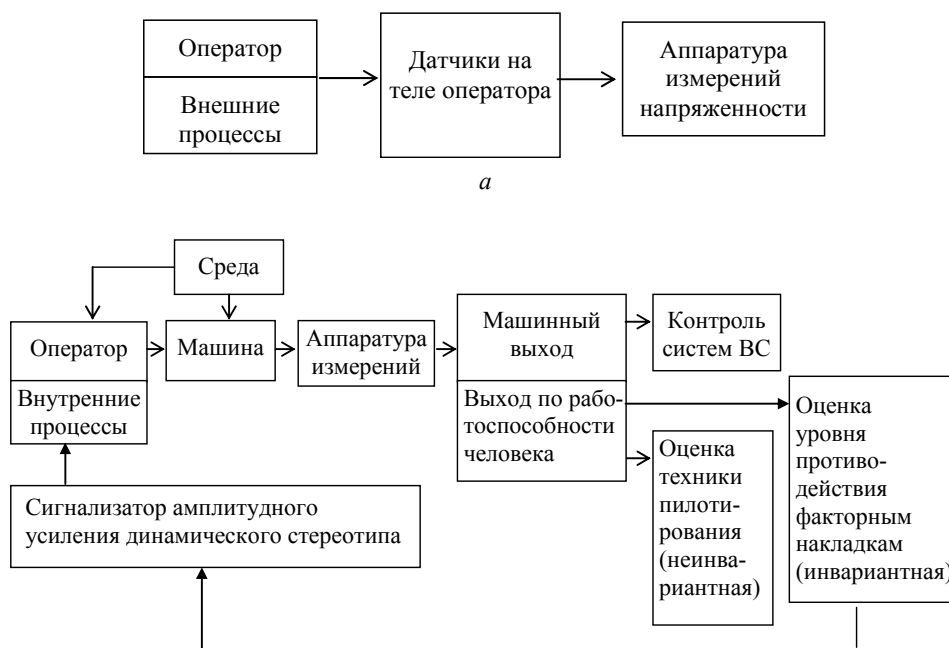 Оператор
Внешние
процессы
Датчики на
теле оператора
Аппаратура
измерений
напряженности
а
Среда
Оператор
Внутренние
процессы
Машина
Аппаратура
измерений
Машинный
выход
Выход по рабо-
тоспособности
человека
Контроль
систем ВС
Оценка
техники
пилоти-
рования
(неинва-
риантная)
Оценка
уровня
противо-
действия
факторным
накладкам
(инвариантная)
Сигнализатор амплитудного
усиления динамического стереотипа